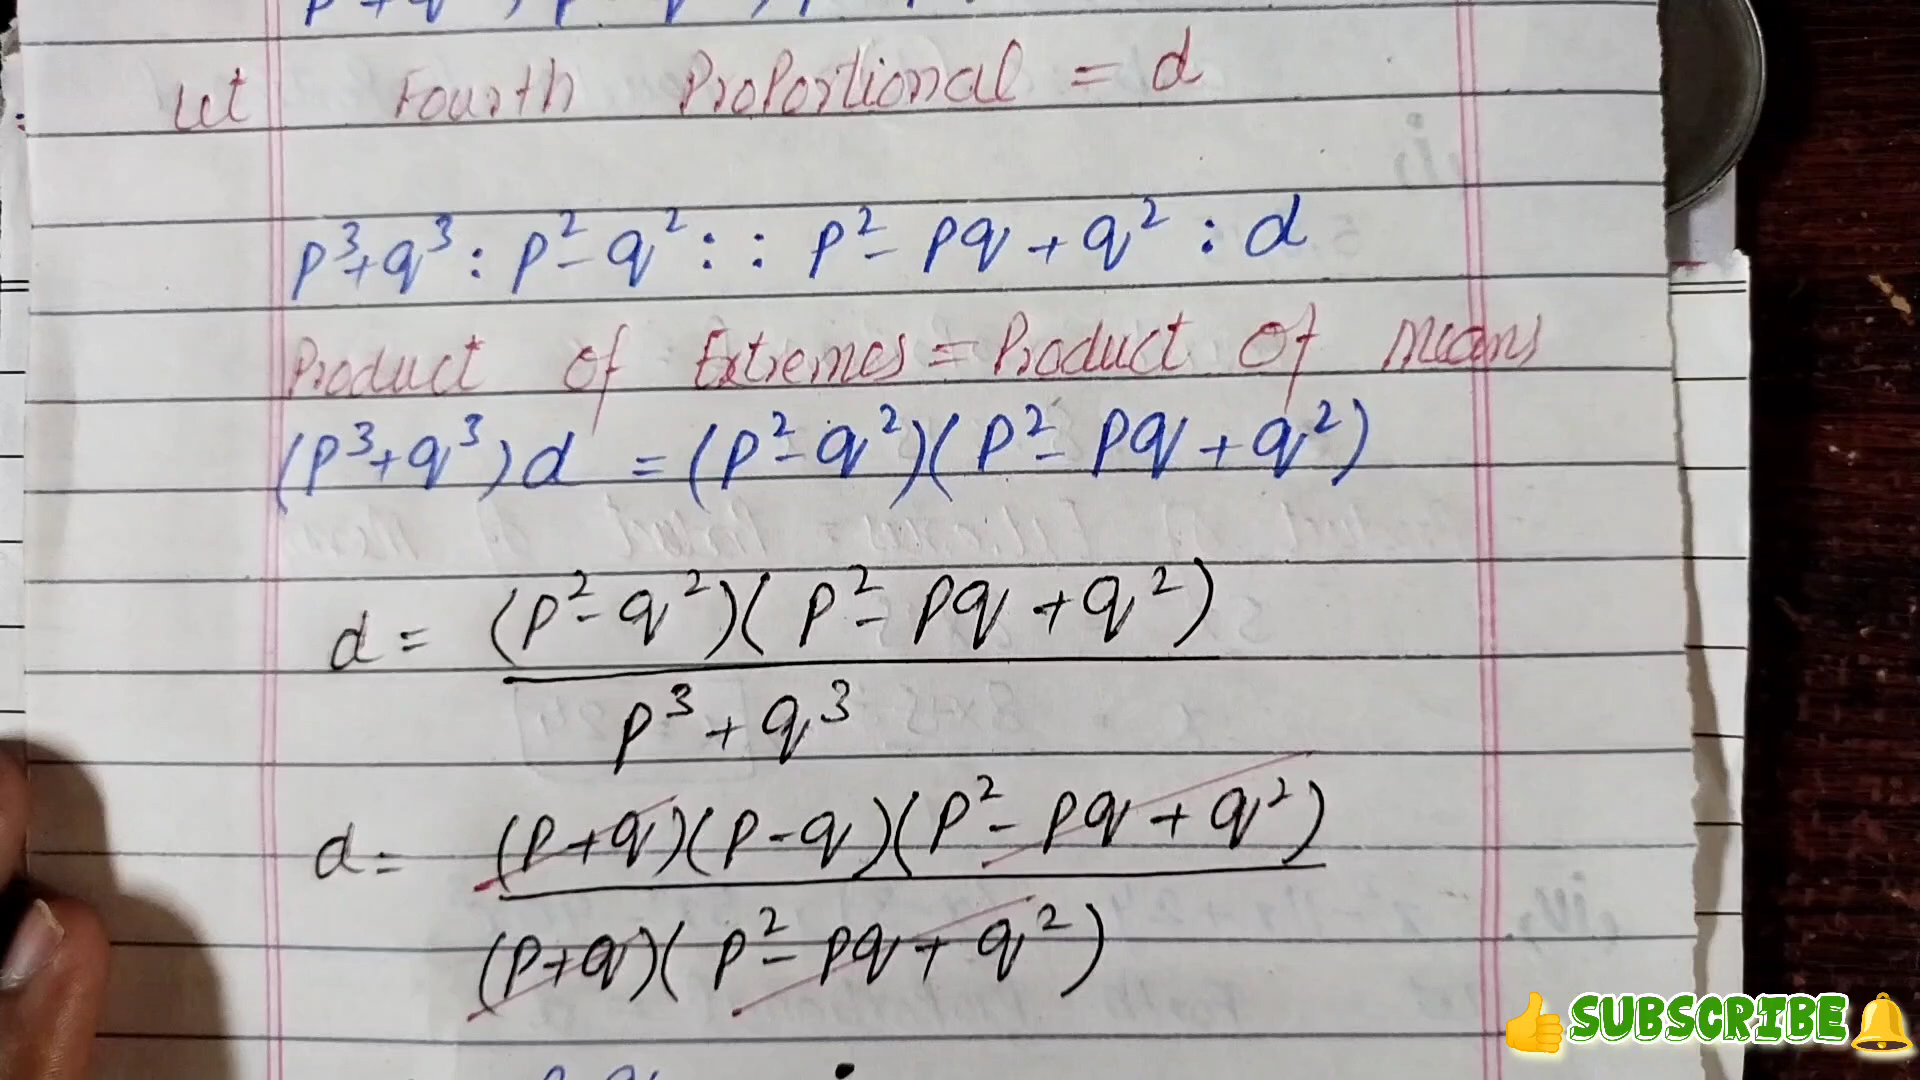 Let Fourth Proportional = d
p³+q³ : p²-q² : : p²- pq + q² : d
Product of Extremes = Product of Means
(p³+q³)d = (p²-q²)(p²- pq + q²)
d = (p²-q²)(p²- pq + q²)
p³ + q³
d = (p+q)(p-q)(p²- pq + q²)
(p+q)(p²- pq + q²)
SUBSCRIBE